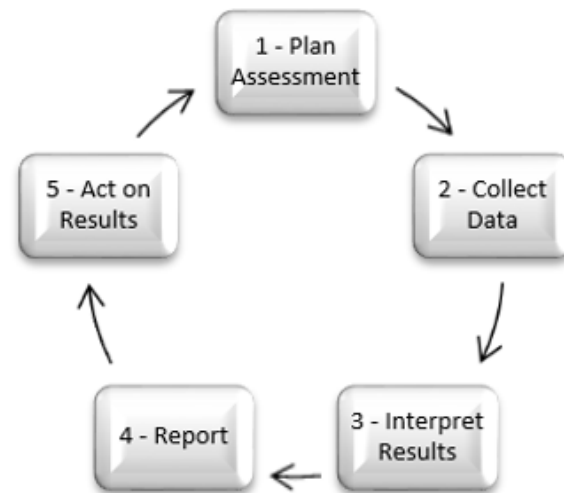 1 - Plan
Assessment
2 - Collect
Data
3 - Interpret
Results
4 - Report
5 - Act on
Results